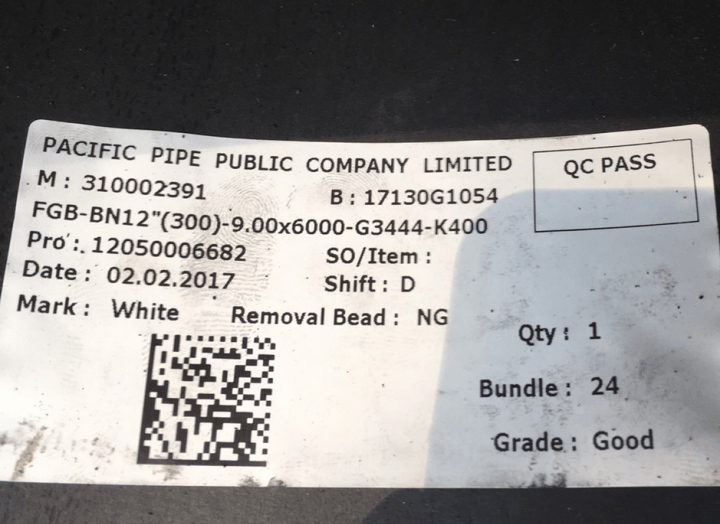 PACIFIC PIPE PUBLIC COMPANY LIMITED
QC PASS
M : 310002391 B : 17130G1054
FGB-BN12"(300)-9.00x6000-G3444-K400
Pro : 12050006682 SO/Item :
Date : 02.02.2017 Shift : D
Mark : White Removal Bead : NG
Qty : 1
Bundle : 24
Grade : Good